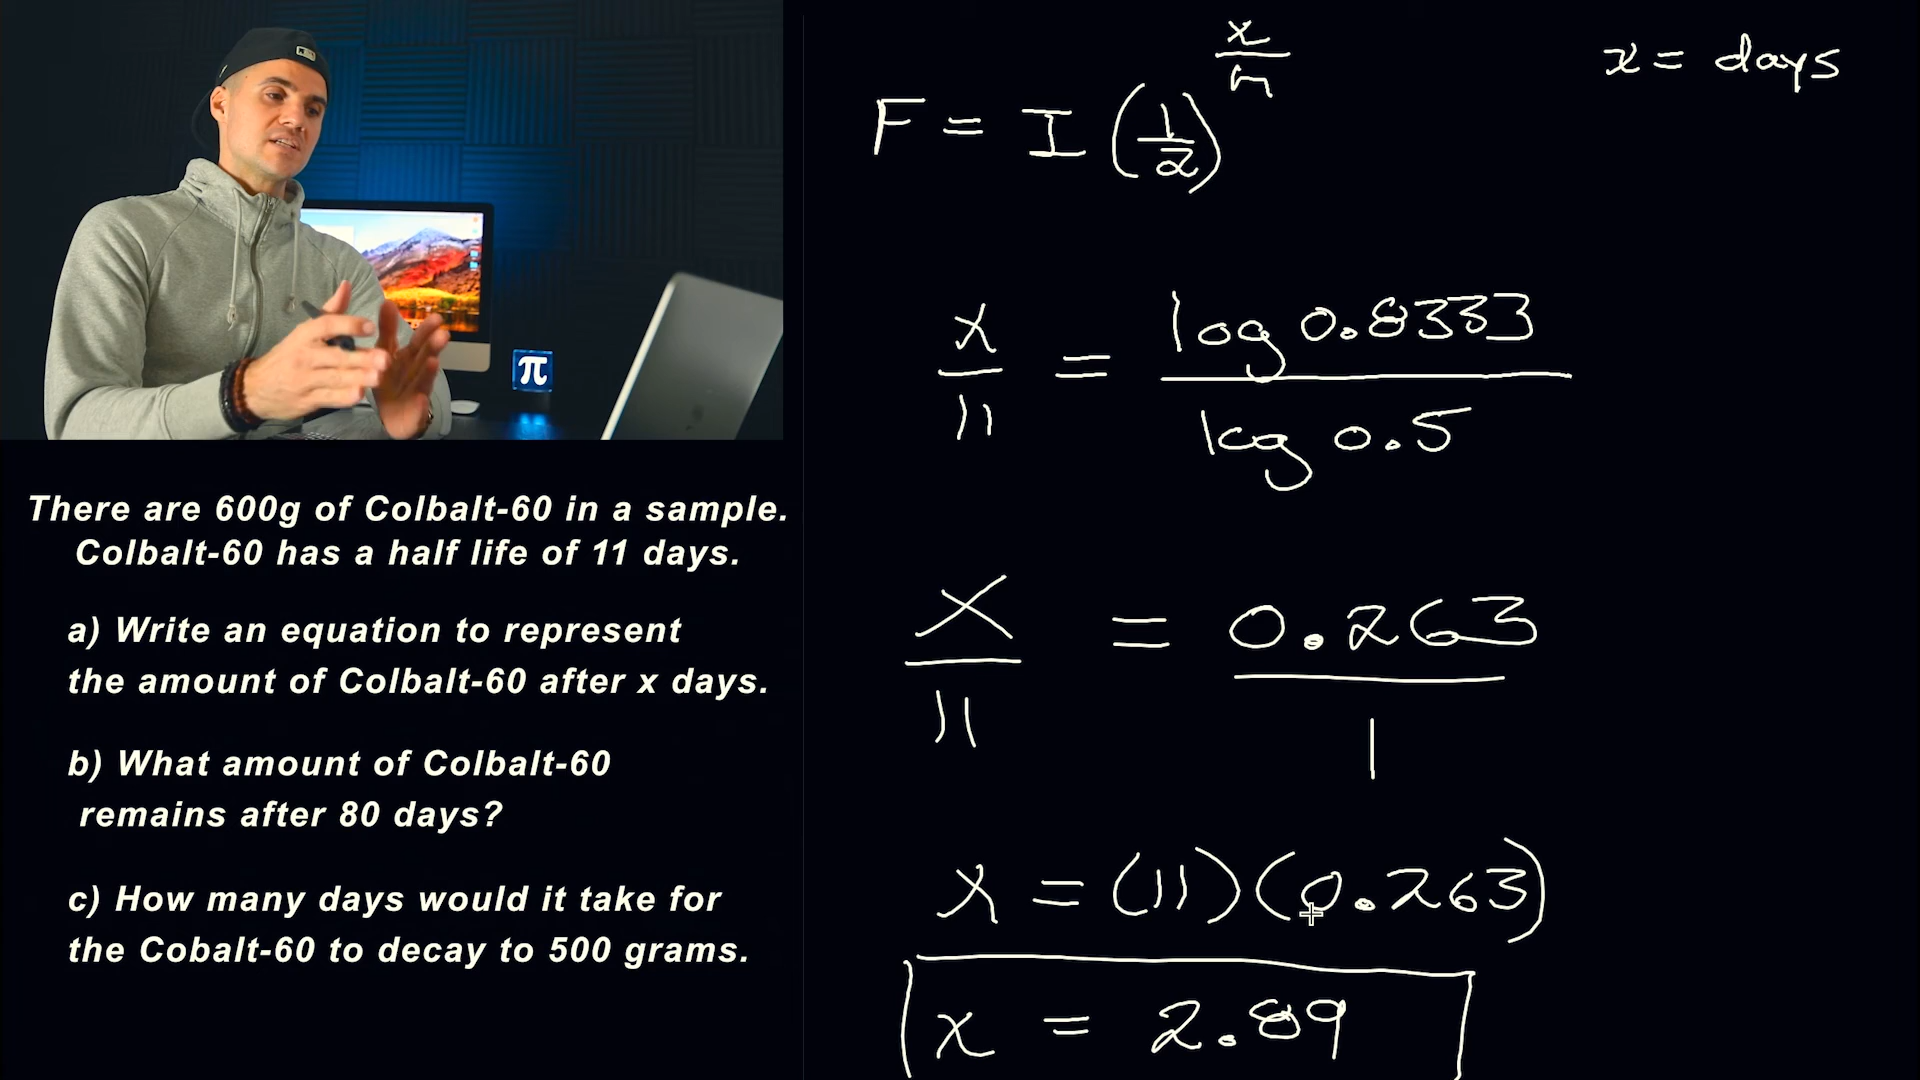 π
There are 600g of Colbalt-60 in a sample.
Colbalt-60 has a half life of 11 days.
a) Write an equation to represent
the amount of Colbalt-60 after x days.
b) What amount of Colbalt-60
remains after 80 days?
c) How many days would it take for
the Cobalt-60 to decay to 500 grams.
F = I (1/2)^(x/h)
x = days
x/11 = log 0.8333 / log 0.5
x/11 = 0.263/1
x = (11)(0.263)
x = 2.89